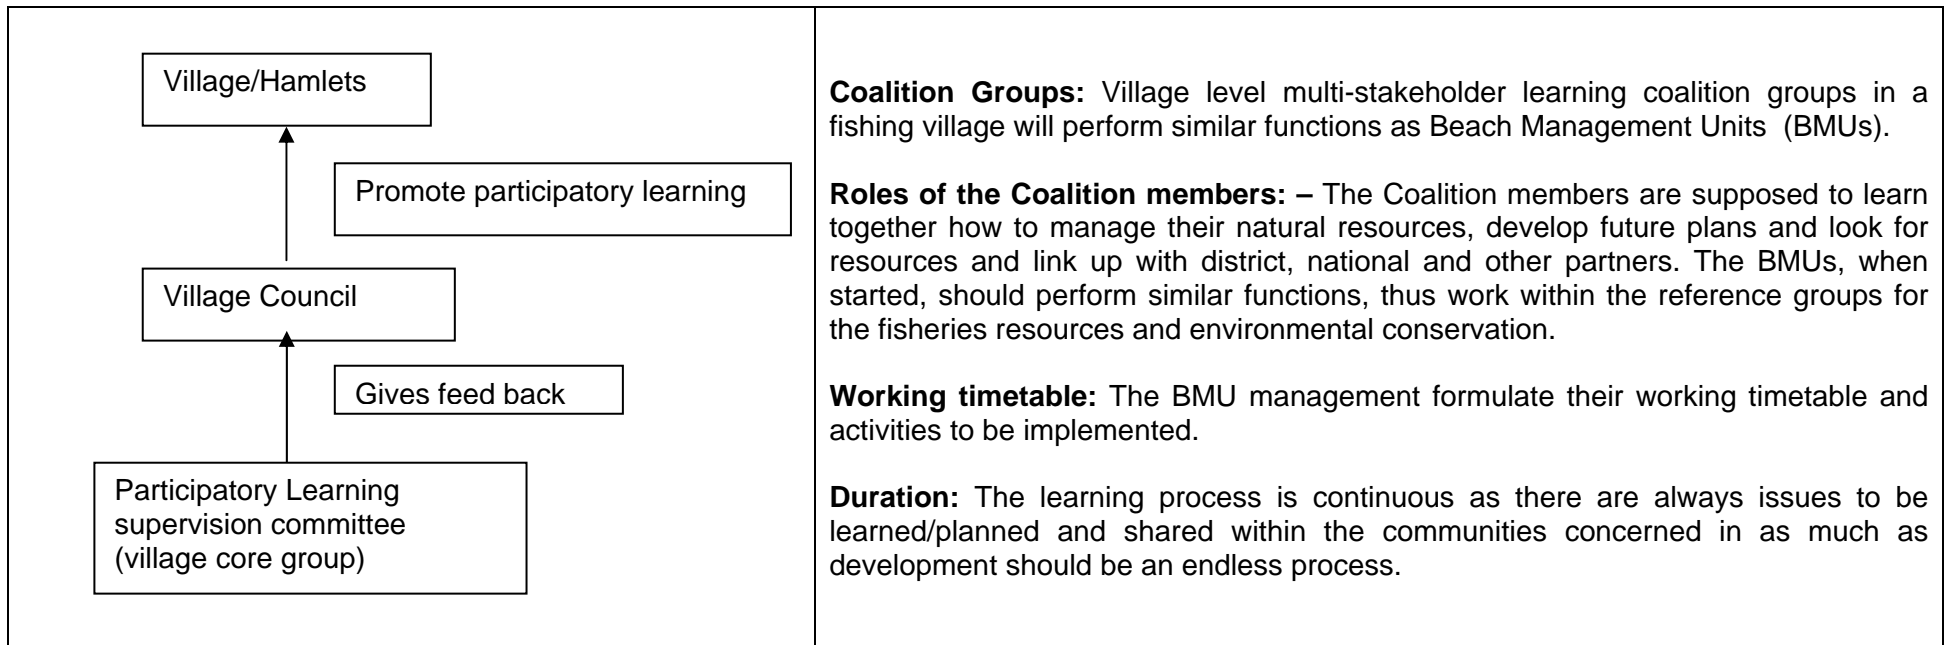 Village/Hamlets
Promote participatory learning
Village Council
Gives feed back
Participatory Learning
supervision committee
(village core group)
Coalition Groups: Village level multi-stakeholder learning coalition groups in a
fishing village will perform similar functions as Beach Management Units (BMUs).
Roles of the Coalition members: – The Coalition members are supposed to learn
together how to manage their natural resources, develop future plans and look for
resources and link up with district, national and other partners. The BMUs, when
started, should perform similar functions, thus work within the reference groups for
the fisheries resources and environmental conservation.
Working timetable: The BMU management formulate their working timetable and
activities to be implemented.
Duration: The learning process is continuous as there are always issues to be
learned/planned and shared within the communities concerned in as much as
development should be an endless process.